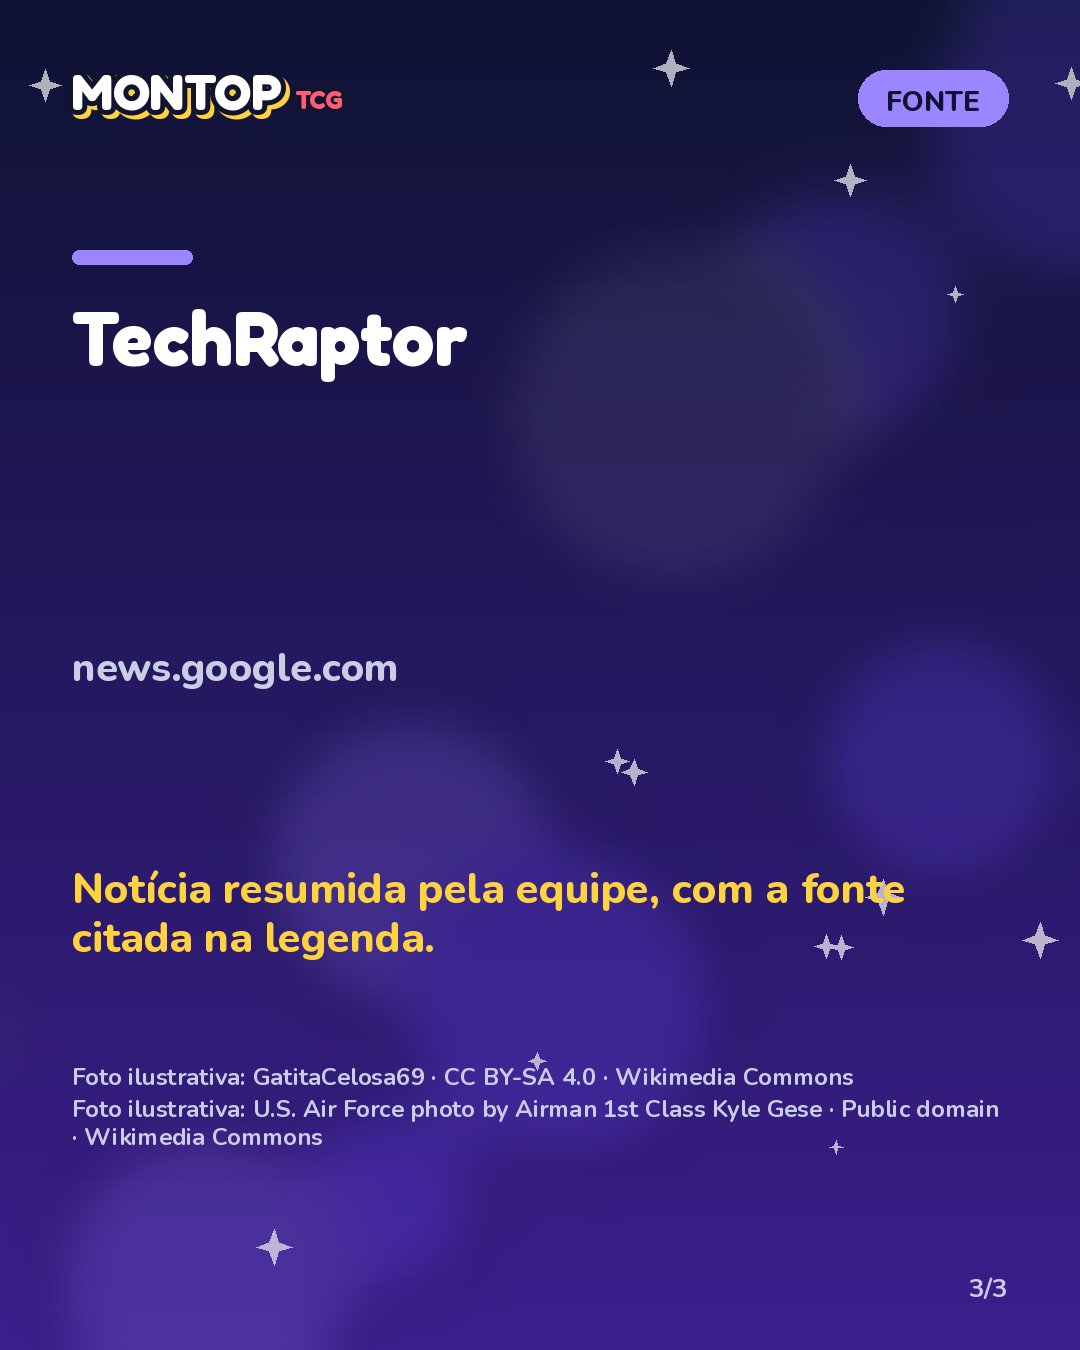 MONTOP TCG
FONTE
TechRaptor
news.google.com
Notícia resumida pela equipe, com a fonte
citada na legenda.
Foto ilustrativa: GatitaCelosa69 · CC BY-SA 4.0 · Wikimedia Commons
Foto ilustrativa: U.S. Air Force photo by Airman 1st Class Kyle Gese · Public domain
· Wikimedia Commons
3/3